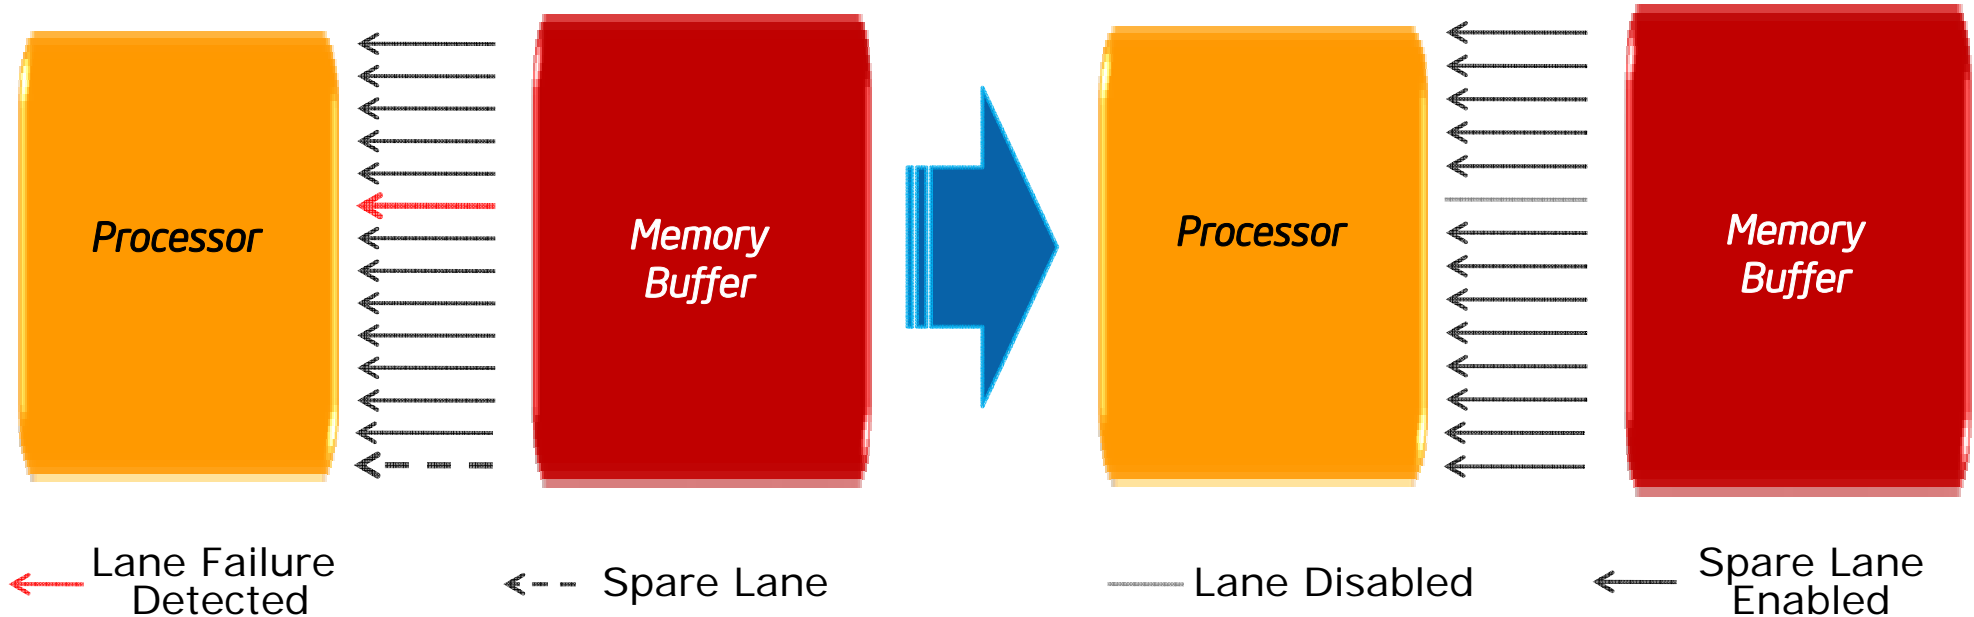 Processor
Memory
Buffer
Processor
Memory
Buffer
Lane Failure
Detected
Spare Lane
Lane Disabled
Spare Lane
Enabled